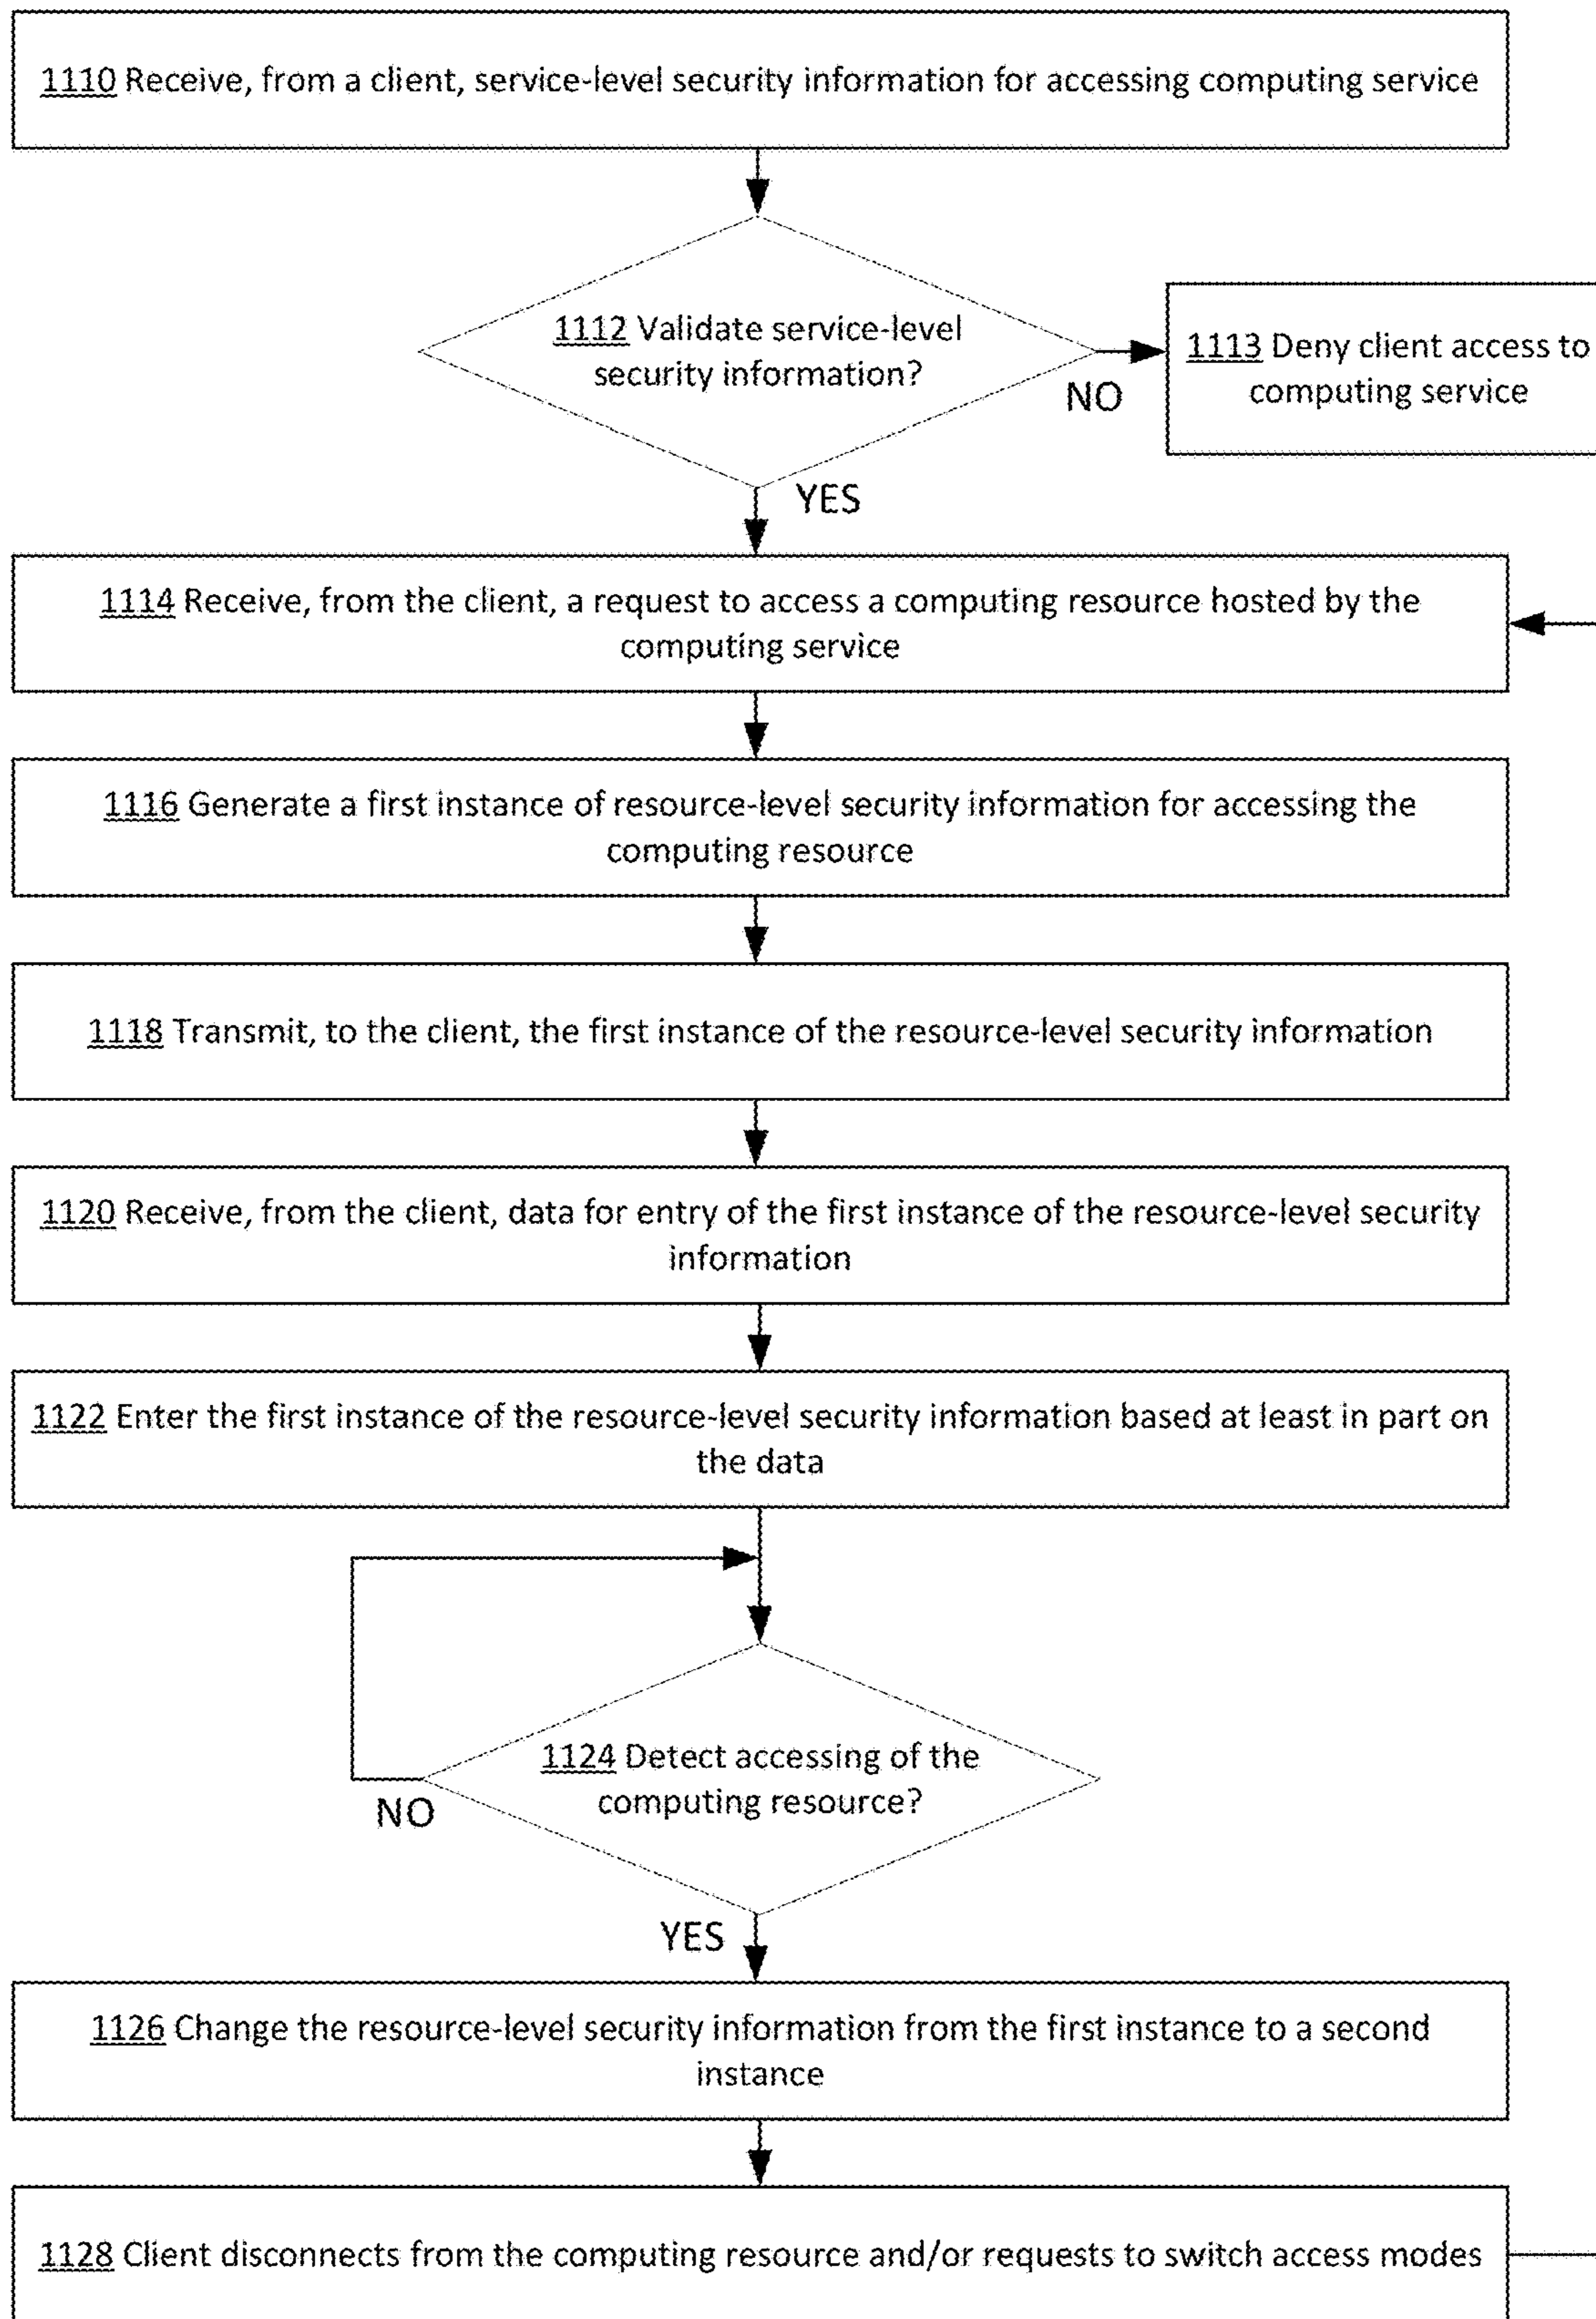 1110 Receive, from a client, service-level security information for accessing computing service
1112 Validate service-level
security information?
NO
1113 Deny client access to
computing service
YES
1114 Receive, from the client, a request to access a computing resource hosted by the
computing service
1116 Generate a first instance of resource-level security information for accessing the
computing resource
1118 Transmit, to the client, the first instance of the resource-level security information
1120 Receive, from the client, data for entry of the first instance of the resource-level security
information
1122 Enter the first instance of the resource-level security information based at least in part on
the data
1124 Detect accessing of the
computing resource?
NO
YES
1126 Change the resource-level security information from the first instance to a second
instance
1128 Client disconnects from the computing resource and/or requests to switch access modes